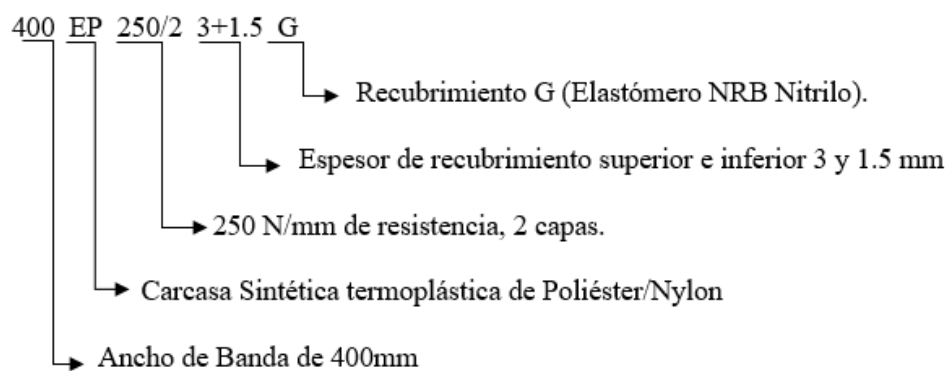 400 EP 250/2 3+1.5 G
Recubrimiento G (Elastómero NRB Nitrilo).
Espesor de recubrimiento superior e inferior 3 y 1.5 mm
250 N/mm de resistencia, 2 capas.
Carcasa Sintética termoplástica de Poliéster/Nylon
Ancho de Banda de 400mm